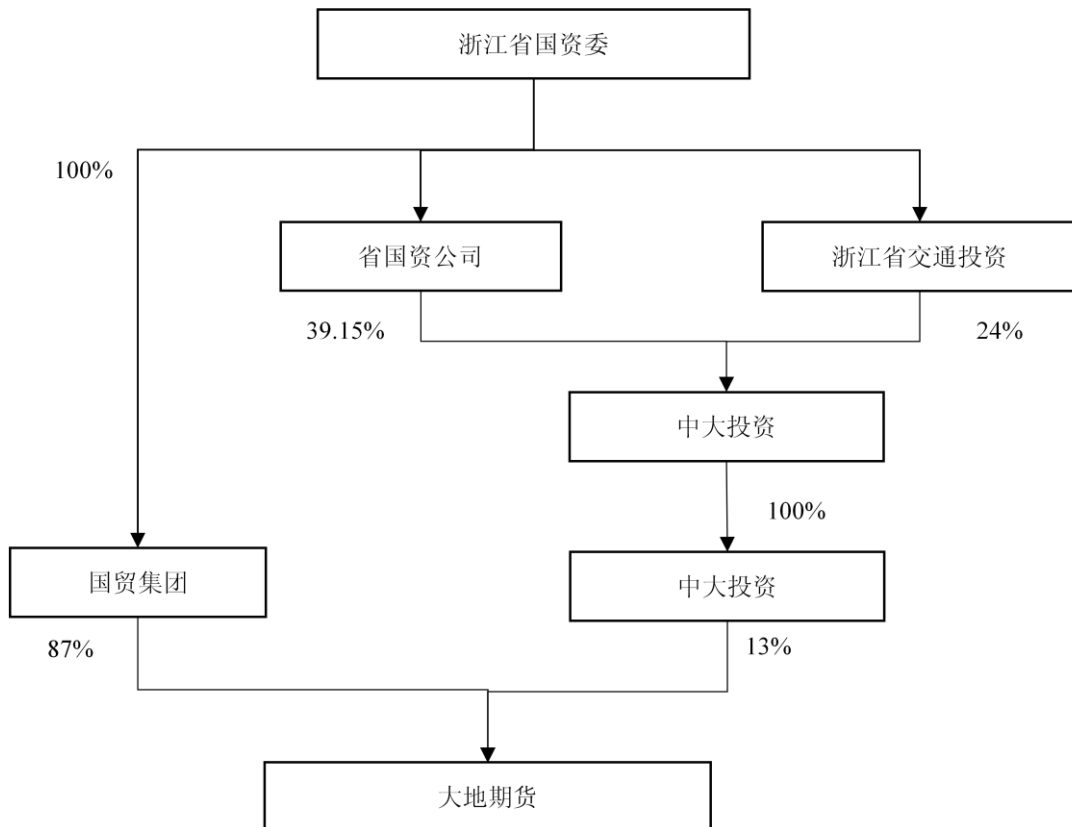 浙江省国资委
100%
省国资公司
浙江省交通投资
39.15%
24%
中大投资
100%
国贸集团
中大投资
87%
13%
大地期货